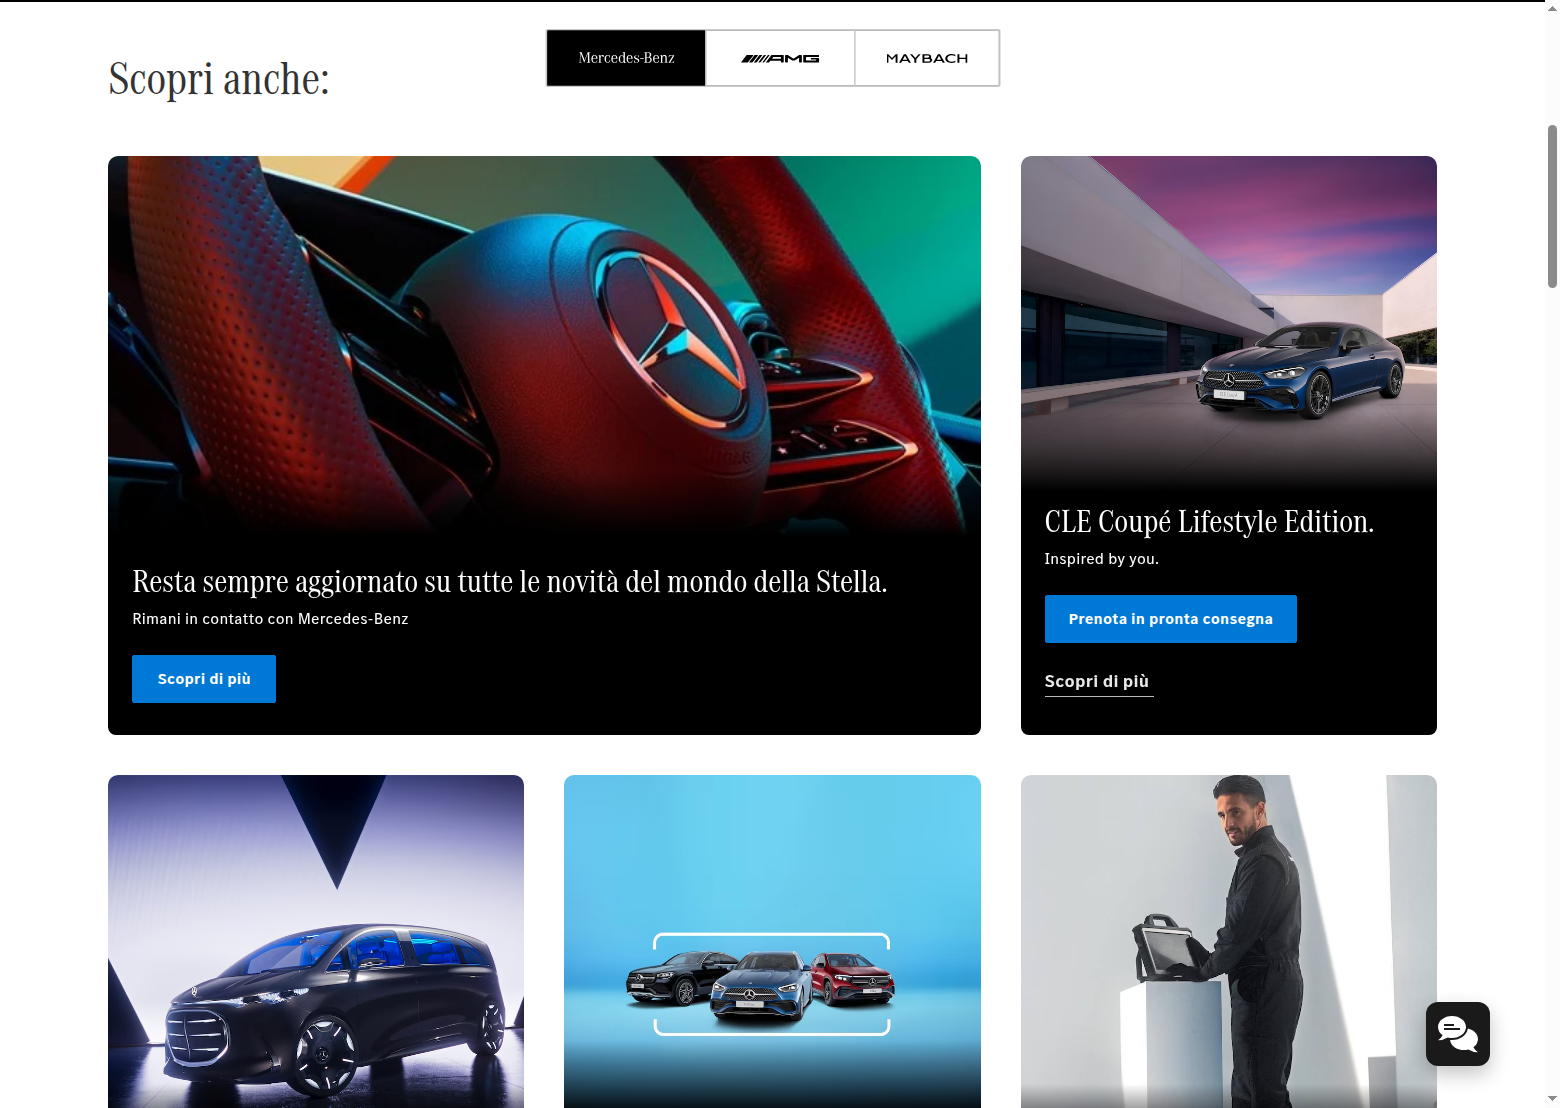 Scopri anche:
Mercedes-Benz
AMG
MAYBACH
Resta sempre aggiornato su tutte le novità del mondo della Stella.
Rimani in contatto con Mercedes-Benz
Scopri di più
CLE Coupé Lifestyle Edition.
Inspired by you.
Prenota in pronta consegna
Scopri di più